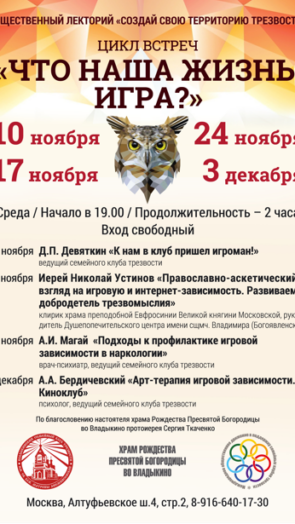 ЩЕСТВЕННЫЙ ЛЕКТОРИЙ «СОЗДАЙ СВОЮ ТЕРРИТОРИЮ ТРЕЗВОСТ
ЦИКЛ ВСТРЕЧ
«ЧТО НАША ЖИЗНЬ
ИГРА?»
10 ноября 24 ноября
17 ноября 3 декабря
Среда / Начало в 19.00 / Продолжительность – 2 часа
Вход свободный
ноября Д.П. Девяткин «К нам в клуб пришел игроман!»
ведущий семейного клуба трезвости
ноября Иерей Николай Устинов «Православно-аскетический
взгляд на игровую и интернет-зависимость. Развиваем
добродетель трезвомыслия»
клирик храма преподобной Евфросинии Великой княгини Московской, рук
дитель Душепопечительского центра имени сщмч. Владимира (Богоявленс
ноября А.И. Магай «Подходы к профилактике игровой
зависимости в наркологии»
врач-психиатр, ведущий семейного клуба трезвости
декабря А.А. Бердичевский «Арт-терапия игровой зависимости.
Киноклуб»
психолог, ведущий семейного клуба трезвости
По благословению настоятеля храма Рождества Пресвятой Богородицы
во Владыкино протоиерея Сергия Ткаченко
ХРАМ РОЖДЕСТВА
ПРЕСВЯТОЙ БОГОРОДИЦЫ
ВО ВЛАДЫКИНО
Москва, Алтуфьевское ш.4, стр.2, 8-916-640-17-30